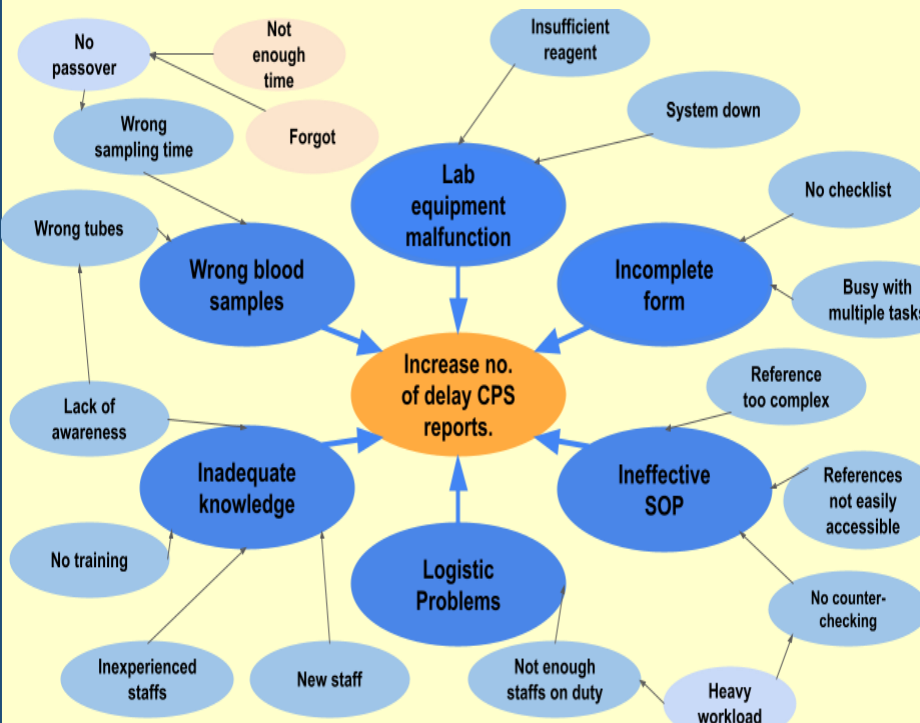 No
passover
Not
enough
time
Forgot
Wrong
sampling time
Wrong tubes
Wrong blood
samples
Insufficient
reagent
System down
Lab
equipment
malfunction
No checklist
Incomplete
form
Busy with
multiple tasks
Increase no.
of delay CPS
reports.
Reference
too complex
Lack of
awareness
Inadequate
knowledge
Ineffective
SOP
References
not easily
accessible
No training
Logistic
Problems
No counter-
checking
Inexperienced
staffs
New staff
Not enough
staffs on duty
Heavy
workload